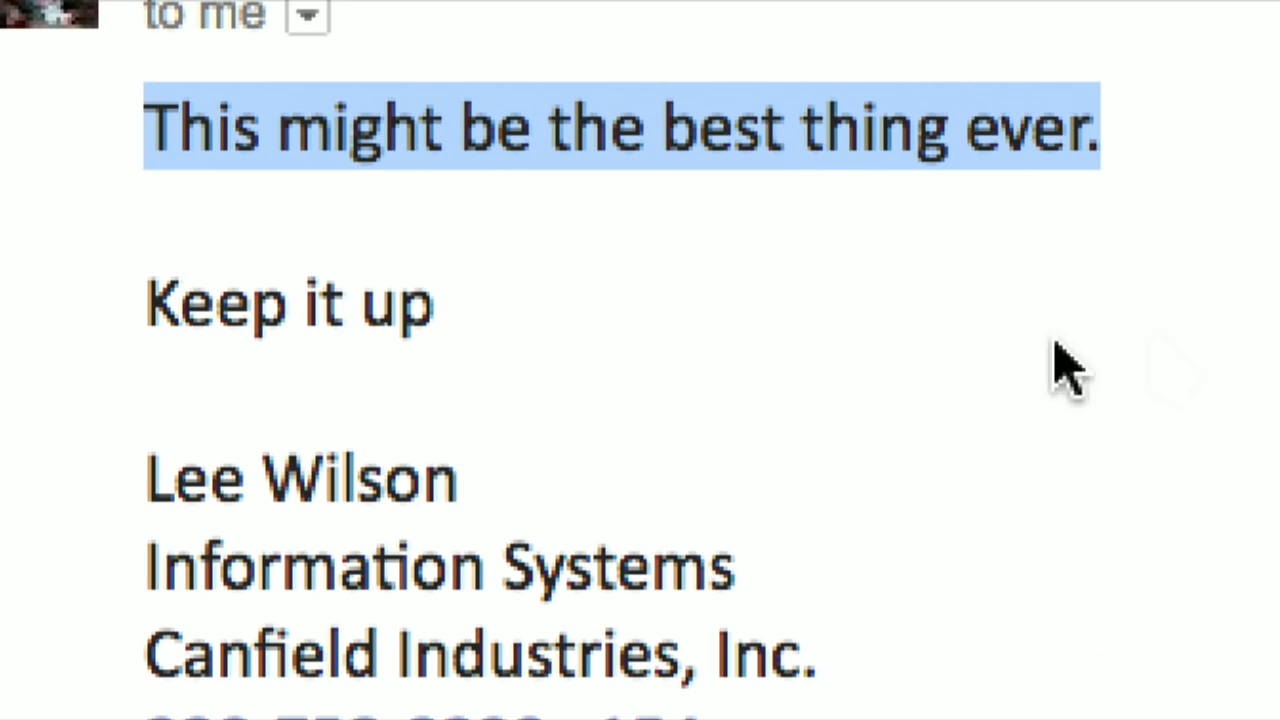 to me
This might be the best thing ever.
Keep it up
Lee Wilson
Information Systems
Canfield Industries, Inc.